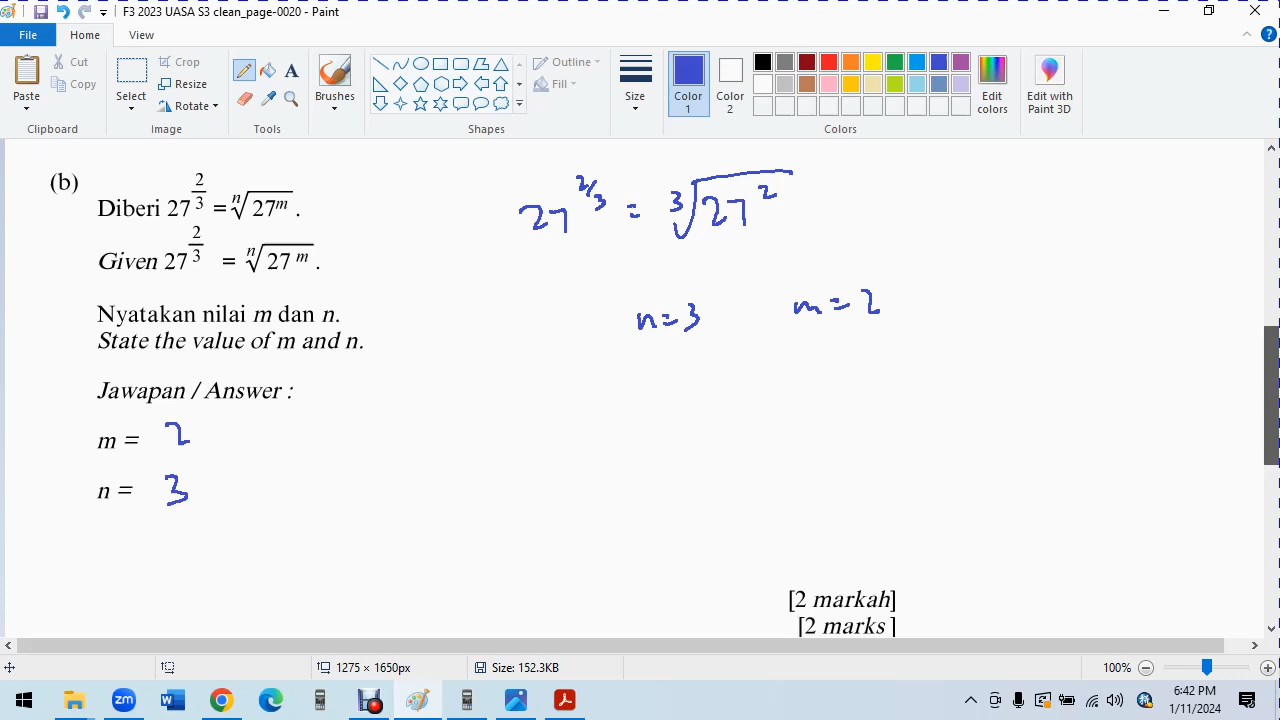 F3 2023 UASA S3 clean_page-0020 - Paint
File Home View
Paste Cut Copy Clipboard
Select Crop Resize Rotate Image
Tools
Brushes
Shapes Outline Fill
Size
Color 1 Color 2 Edit colors Colors
Edit with Paint 3D
(b)
Diberi 27^(2/3) = ⁿ√27^m.
Given 27^(2/3) = ⁿ√27^m.
27^(2/3) = ³√27^2
n=3 m=2
Nyatakan nilai m dan n.
State the value of m and n.
Jawapan / Answer :
m = 2
n = 3
[2 markah]
[2 marks ]
1275 × 1650px Size: 152.3KB 100%
zm
6:42 PM
1/11/2024